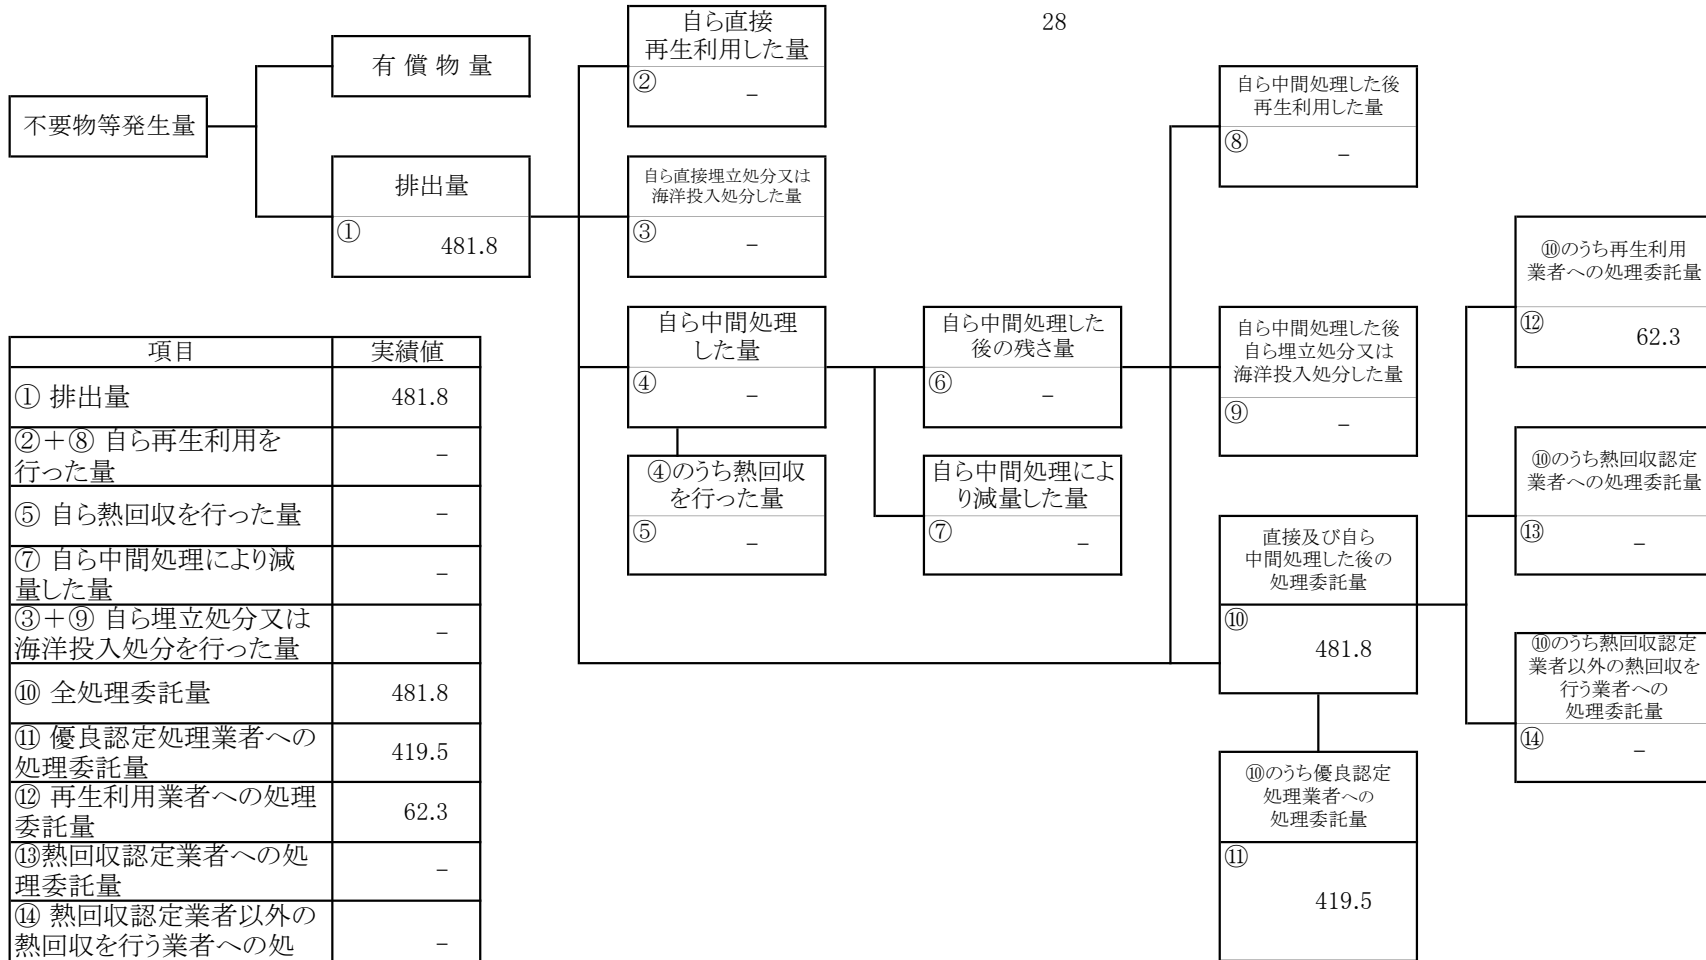 28
不要物等発生量
有 償 物 量
排出量
①
481.8
自ら直接
再生利用した量
②
－
自ら直接埋立処分又は
海洋投入処分した量
③
－
自ら中間処理
した量
④
－
④のうち熱回収
を行った量
⑤
－
自ら中間処理した
後の残さ量
⑥
－
自ら中間処理によ
り減量した量
⑦
－
自ら中間処理した後
再生利用した量
⑧
－
自ら中間処理した後
自ら埋立処分又は
海洋投入処分した量
⑨
－
直接及び自ら
中間処理した後の
処理委託量
⑩
481.8
⑩のうち優良認定
処理業者への
処理委託量
⑪
419.5
⑩のうち再生利用
業者への処理委託量
⑫
62.3
⑩のうち熱回収認定
業者への処理委託量
⑬
－
⑩のうち熱回収認定
業者以外の熱回収を
行う業者への
処理委託量
⑭
－
項目 実績値
① 排出量 481.8
②＋⑧ 自ら再生利用を
行った量 －
⑤ 自ら熱回収を行った量 －
⑦ 自ら中間処理により減
量した量 －
③＋⑨ 自ら埋立処分又は
海洋投入処分を行った量 －
⑩ 全処理委託量 481.8
⑪ 優良認定処理業者への
処理委託量 419.5
⑫ 再生利用業者への処理
委託量 62.3
⑬熱回収認定業者への処
理委託量 －
⑭ 熱回収認定業者以外の
熱回収を行う業者への処 －